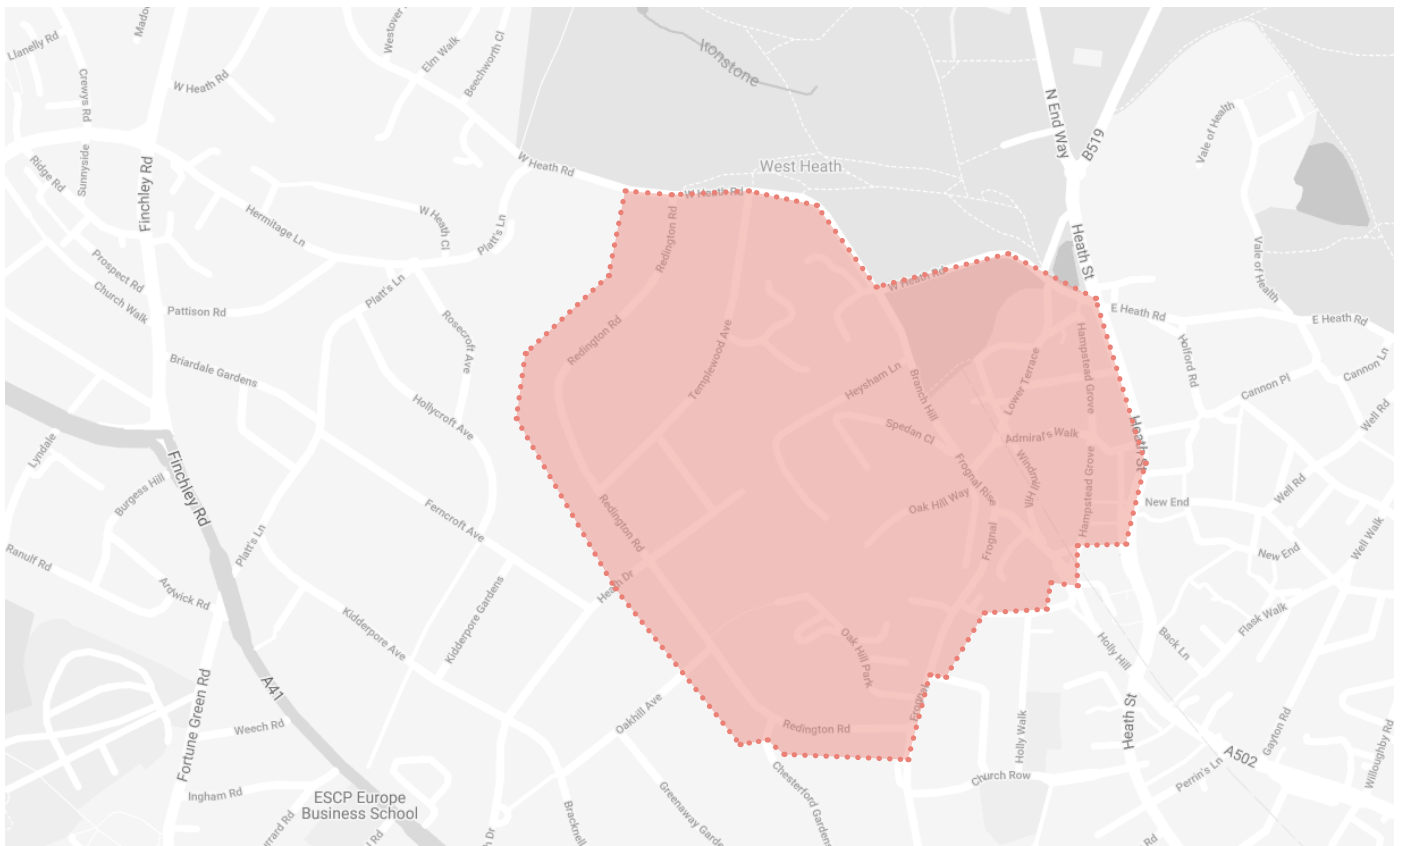 Llanelly Rd
Crewys Rd
W Heath Rd
Elm Walk
Beechworth Cl
Ironstone
N End Way
B519
Vale of Health
Sunnyside
Ridge Rd
Finchley Rd
W Heath Rd
West Heath
W Heath Rd
Hermitage Ln
W Heath Cl
Platt's Ln
Redington Rd
Heath St
Vale of Health
Prospect Rd
Church Walk
Platt's Ln
W Heath Rd
Pattison Rd
Rosecroft Ave
Redington Rd
E Heath Rd
E Heath Rd
Briardale Gardens
Templewood Ave
Heysham Ln
Branch Hill
Lower Terrace
Hampstead Grove
Holford Rd
Cannon Pl
Cannon Ln
Hollycroft Ave
Spedan Cl
Admiral's Walk
Heath St
Well Rd
Lyndale
Burgess Hill
Finchley Rd
Frognal Rise
Windmill Hill
Hampstead Grove
Oak Hill Way
New End
Well Rd
Ferncroft Ave
Redington Rd
Platt's Ln
Frognal
New End
Well Walk
Ranulf Rd
Ardwick Rd
Heath Dr
Kidderpore Ave
Kidderpore Gardens
Oak Hill Park
Flask Walk
Holly Hill
Back Ln
A41
Fortune Green Rd
Weech Rd
Oakhill Ave
Redington Rd
Frognal
Holly Walk
Heath St
Gayton Rd
Willoughby Rd
A502
Perrin's Ln
Church Row
Chesterford Gardens
Ingham Rd
ESCP Europe
Business School
Greenaway Garde
Bracknell